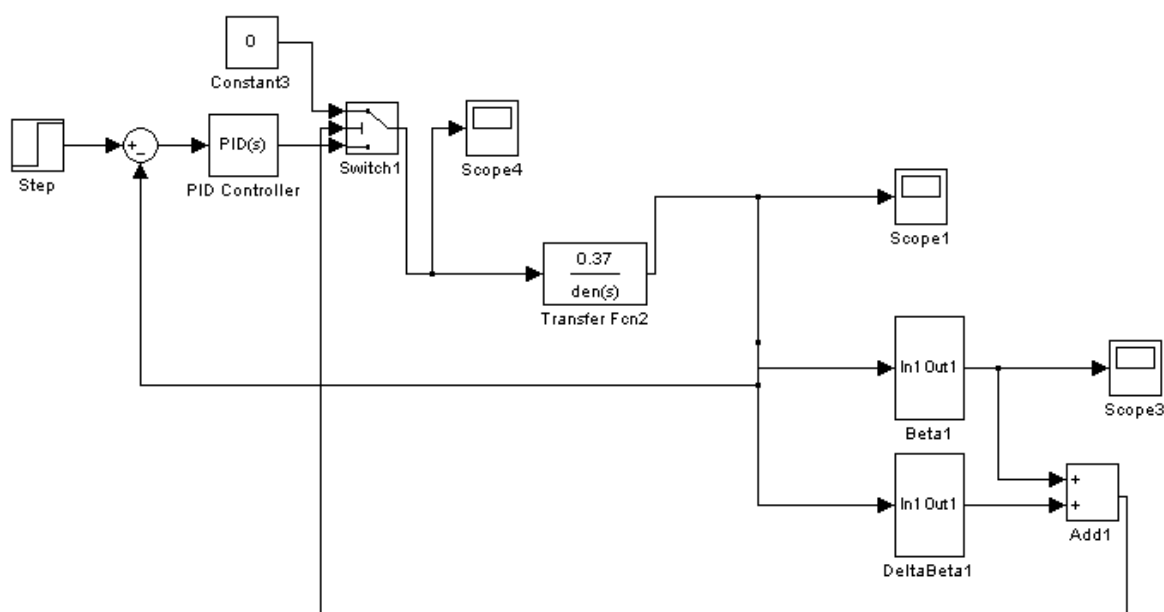 0
Constant3
Step
+
−
PID(s)
PID Controller
Switch1
Scope4
0.37
den(s)
Transfer Fcn2
Scope1
In1 Out1
Beta1
Scope3
In1 Out1
DeltaBeta1
+
+
Add1